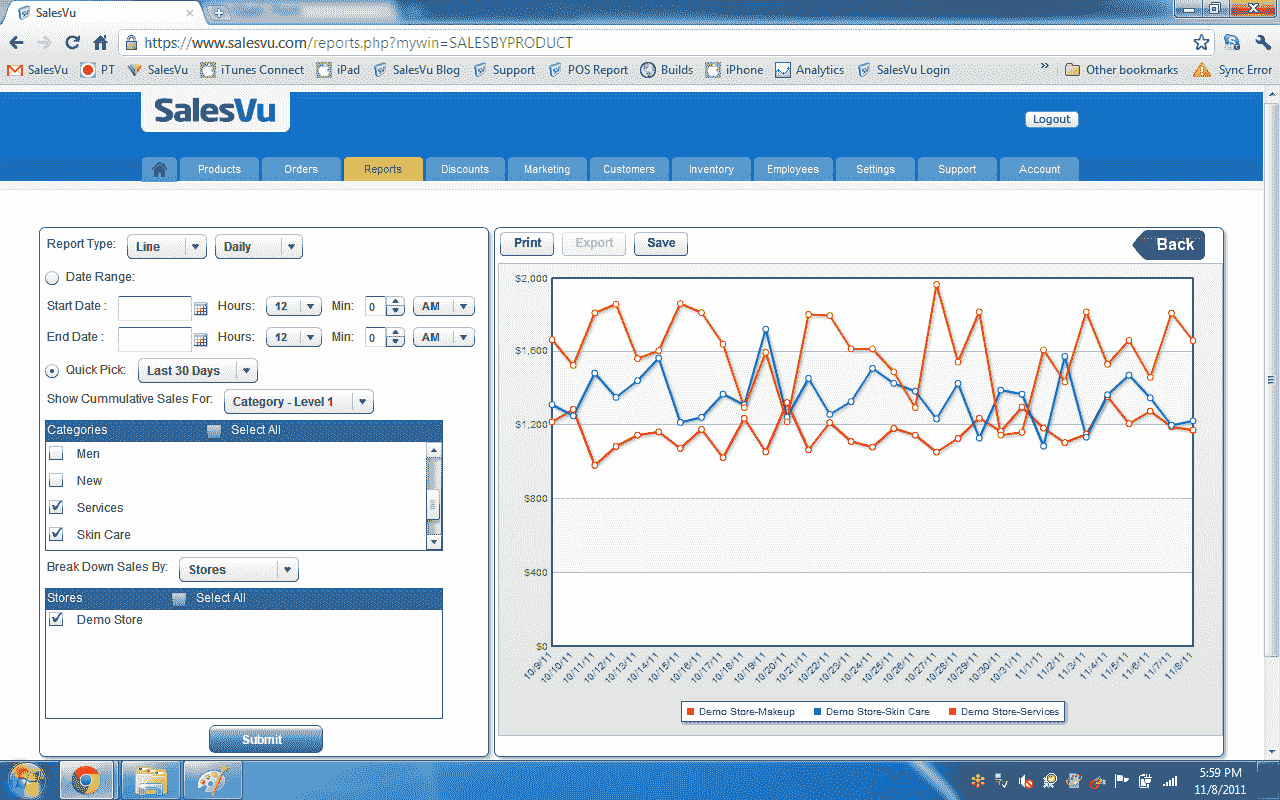 SalesVu
https://www.salesvu.com/reports.php?mywin=SALESBYPRODUCT
SalesVu PT SalesVu iTunes Connect iPad SalesVu Blog Support POS Report Builds iPhone Analytics SalesVu Login » Other bookmarks Sync Error
SalesVu
Logout
Products Orders Reports Discounts Marketing Customers Inventory Employees Settings Support Account
Report Type: Line Daily
Date Range:
Start Date : Hours: 12 Min: 0 AM
End Date : Hours: 12 Min: 0 AM
Quick Pick: Last 30 Days
Show Cummulative Sales For: Category - Level 1
Categories Select All
Men
New
Services
Skin Care
Break Down Sales By: Stores
Stores Select All
Demo Store
Submit
Print Export Save Back
$2,000
$1,600
$1,200
$800
$400
$0
10/9/11 10/10/11 10/11/11 10/12/11 10/13/11 10/14/11 10/15/11 10/16/11 10/17/11 10/18/11 10/19/11 10/20/11 10/21/11 10/22/11 10/23/11 10/24/11 10/25/11 10/26/11 10/27/11 10/28/11 10/29/11 10/30/11 10/31/11 11/1/11 11/2/11 11/3/11 11/4/11 11/5/11 11/6/11 11/7/11 11/8/11
Demo Store-Makeup Demo Store-Skin Care Demo Store-Services
5:59 PM
11/8/2011